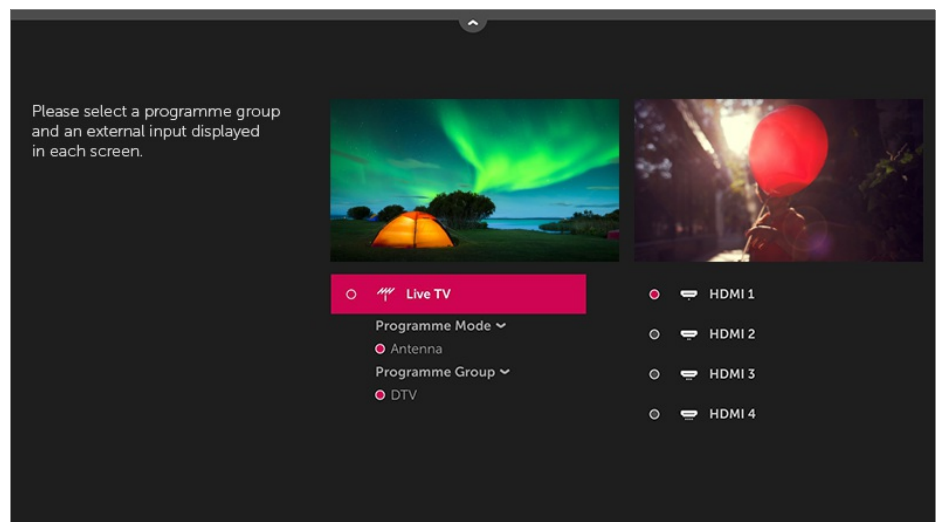 Please select a programme group
and an external input displayed
in each screen.
Live TV
Programme Mode
Antenna
Programme Group
DTV
HDMI 1
HDMI 2
HDMI 3
HDMI 4